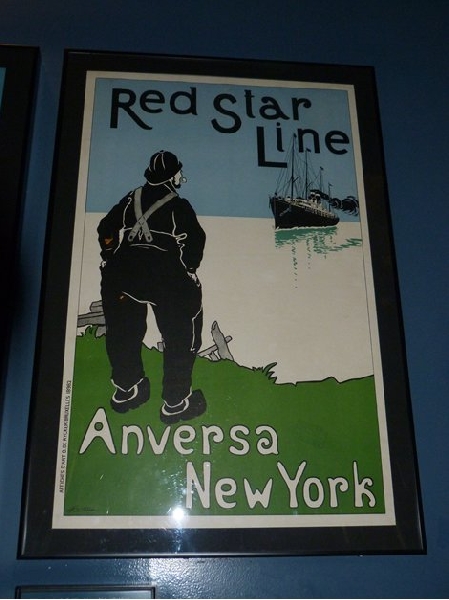 Red Star
Line
Anversa
New York